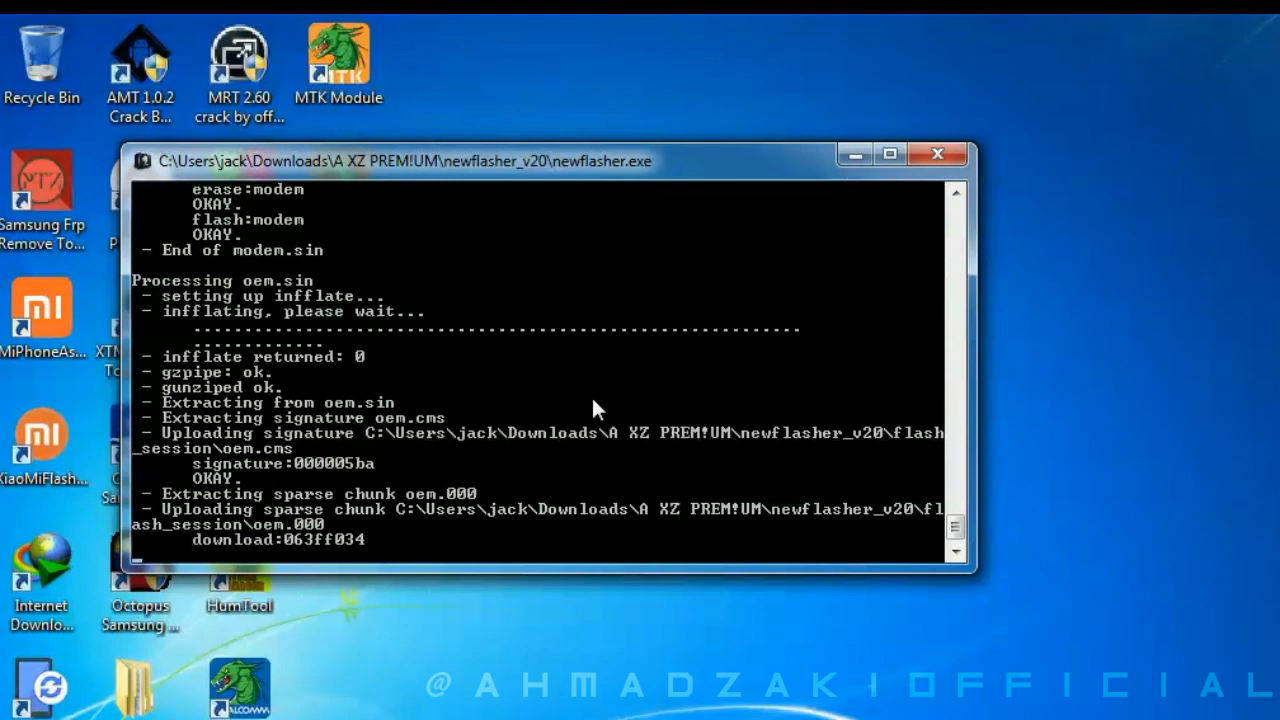 Recycle Bin
AMT 1.0.2
Crack B...
MRT 2.60
crack by off...
MTK Module
MTK
C:\Users\jack\Downloads\A XZ PREM!UM\newflasher_v20\newflasher.exe
erase:modem
OKAY.
flash:modem
OKAY.
- End of modem.sin
Processing oem.sin
- setting up infflate...
- infflating, please wait...
- infflate returned: 0
- gzpipe: ok.
- gunziped ok.
- Extracting from oem.sin
- Extracting signature oem.cms
- Uploading signature C:\Users\jack\Downloads\A XZ PREM!UM\newflasher_v20\flash
_session\oem.cms
signature:000005ba
OKAY.
- Extracting sparse chunk oem.000
- Uploading sparse chunk C:\Users\jack\Downloads\A XZ PREM!UM\newflasher_v20\fl
ash_session\oem.000
download:063ff034
Samsung Frp
Remove To...
MiPhoneAs...
XiaoMiFlash...
Internet
Downlo...
Octopus
Samsung ...
HumTool
@AHMADZAKIOFFICIAL